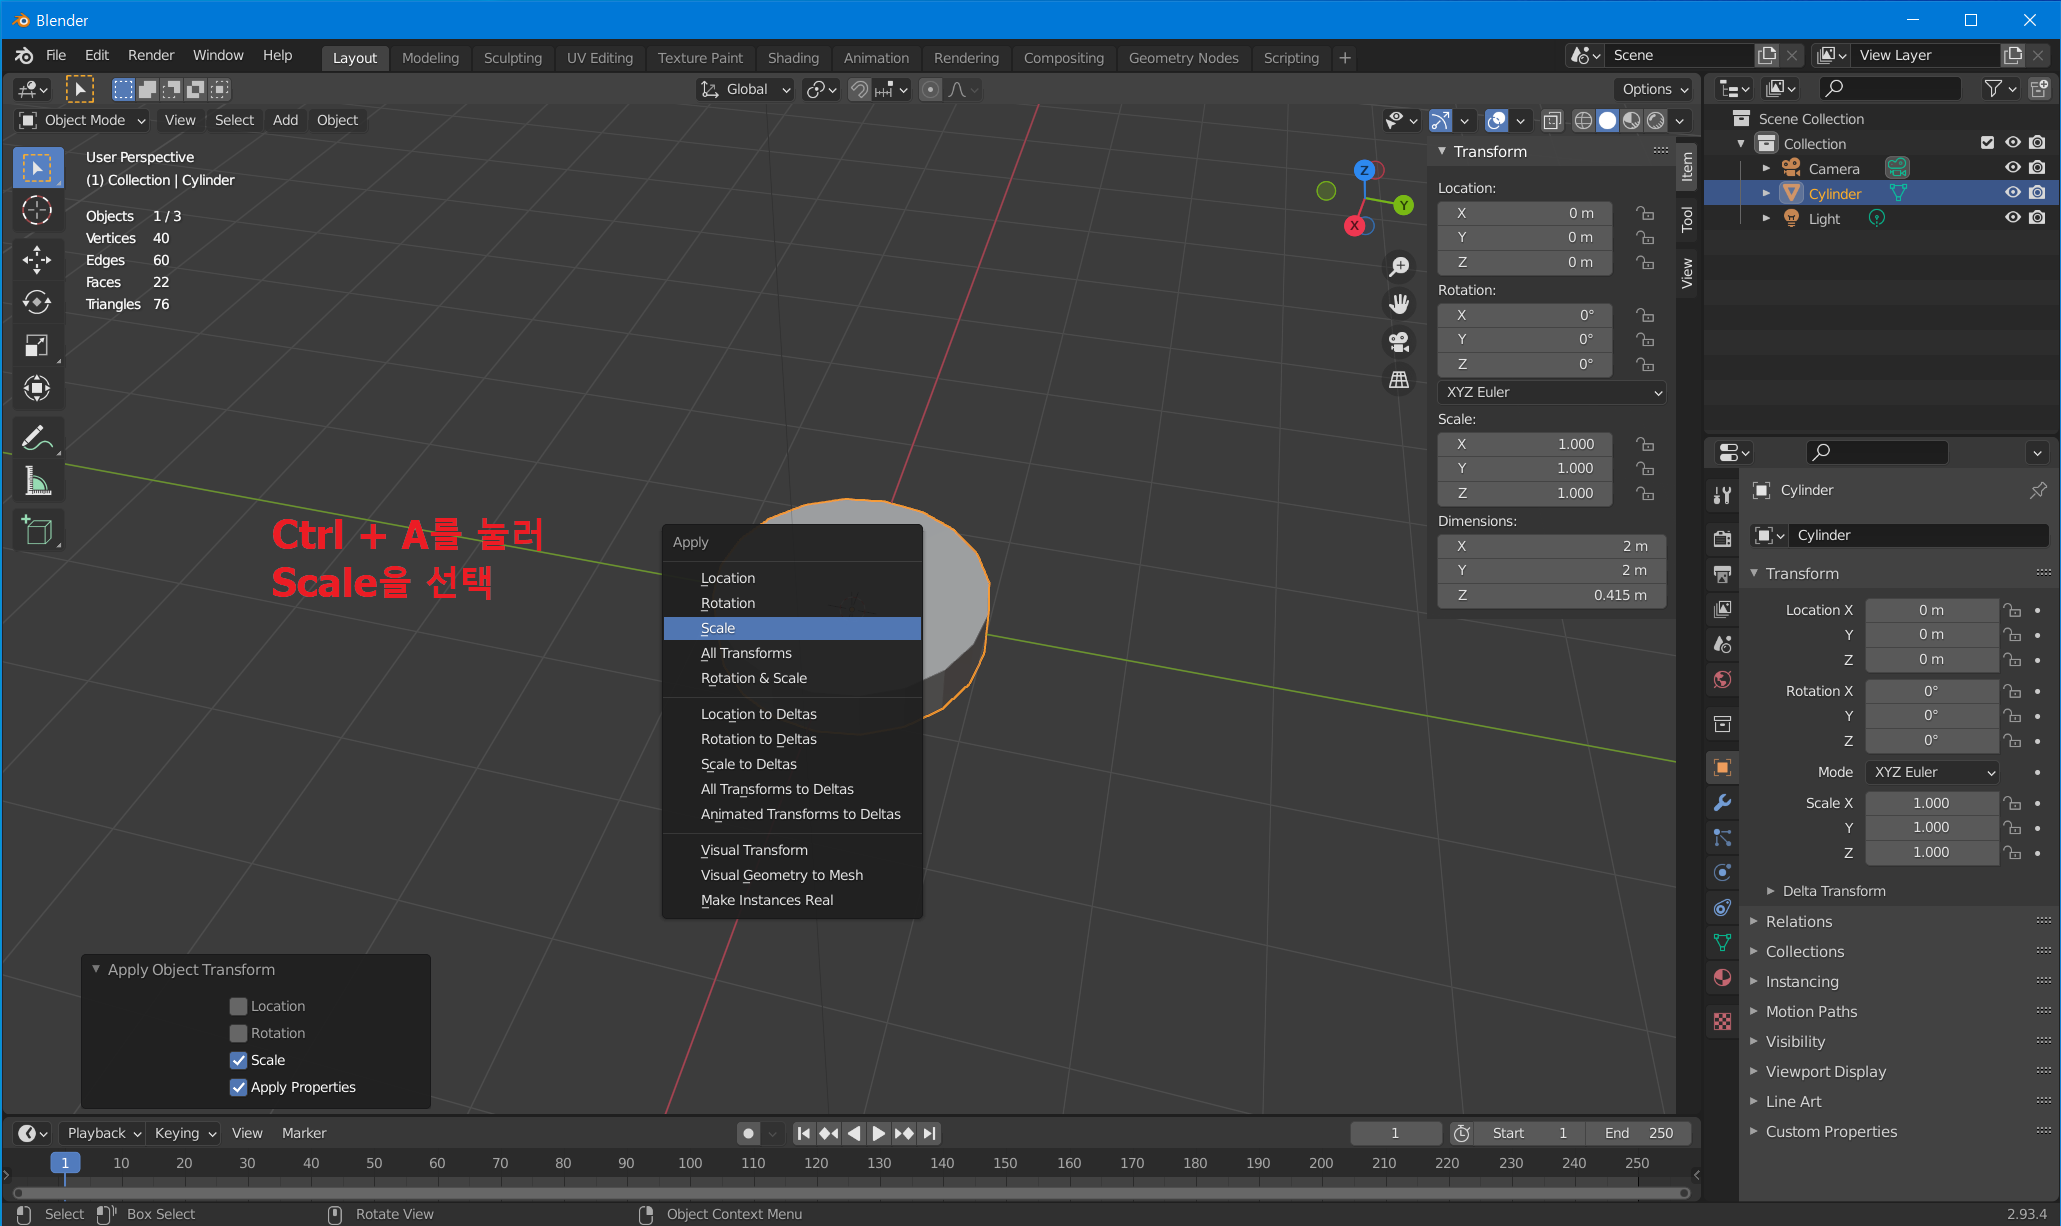 Blender
File Edit Render Window Help Layout Modeling Sculpting UV Editing Texture Paint Shading Animation Rendering Compositing Geometry Nodes Scripting + Scene View Layer
Global Options
Object Mode View Select Add Object
User Perspective
(1) Collection | Cylinder
Objects 1 / 3
Vertices 40
Edges 60
Faces 22
Triangles 76
Ctrl + A를 눌러
Scale을 선택
Apply
Location
Rotation
Scale
All Transforms
Rotation & Scale
Location to Deltas
Rotation to Deltas
Scale to Deltas
All Transforms to Deltas
Animated Transforms to Deltas
Visual Transform
Visual Geometry to Mesh
Make Instances Real
Apply Object Transform
Location
Rotation
Scale
Apply Properties
Z
Y
X
Transform
Location:
X 0 m
Y 0 m
Z 0 m
Rotation:
X 0°
Y 0°
Z 0°
XYZ Euler
Scale:
X 1.000
Y 1.000
Z 1.000
Dimensions:
X 2 m
Y 2 m
Z 0.415 m
Item
Tool
View
Scene Collection
Collection
Camera
Cylinder
Light
Cylinder
Cylinder
Transform
Location X 0 m
Y 0 m
Z 0 m
Rotation X 0°
Y 0°
Z 0°
Mode XYZ Euler
Scale X 1.000
Y 1.000
Z 1.000
Delta Transform
Relations
Collections
Instancing
Motion Paths
Visibility
Viewport Display
Line Art
Custom Properties
Playback Keying View Marker 1 Start 1 End 250
1 10 20 30 40 50 60 70 80 90 100 110 120 130 140 150 160 170 180 190 200 210 220 230 240 250
Select Box Select Rotate View Object Context Menu 2.93.4